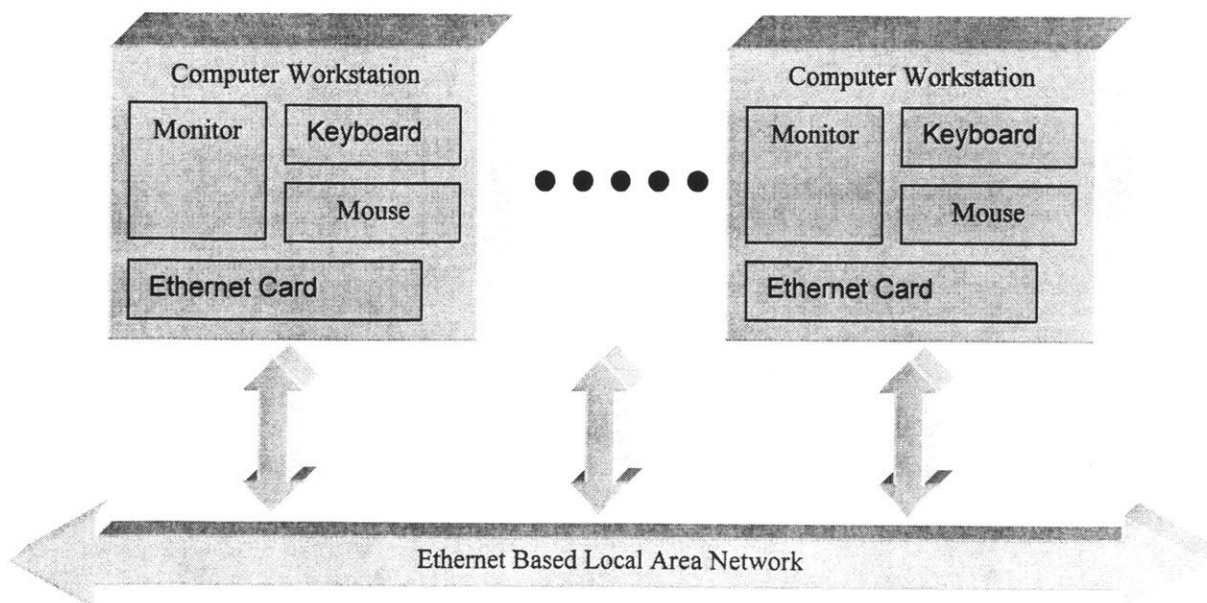 Computer Workstation
Monitor
Keyboard
Mouse
Ethernet Card
Computer Workstation
Monitor
Keyboard
Mouse
Ethernet Card
Ethernet Based Local Area Network